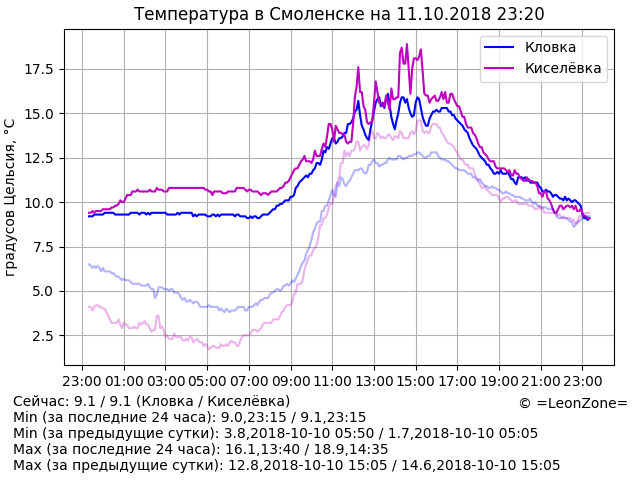 Температура в Смоленске на 11.10.2018 23:20
Кловка
Киселёвка
градусов Цельсия, °C
17.5
15.0
12.5
10.0
7.5
5.0
2.5
23:00 01:00 03:00 05:00 07:00 09:00 11:00 13:00 15:00 17:00 19:00 21:00 23:00
Сейчас: 9.1 / 9.1 (Кловка / Киселёвка)
© =LeonZone=
Min (за последние 24 часа): 9.0,23:15 / 9.1,23:15
Min (за предыдущие сутки): 3.8,2018-10-10 05:50 / 1.7,2018-10-10 05:05
Max (за последние 24 часа): 16.1,13:40 / 18.9,14:35
Max (за предыдущие сутки): 12.8,2018-10-10 15:05 / 14.6,2018-10-10 15:05